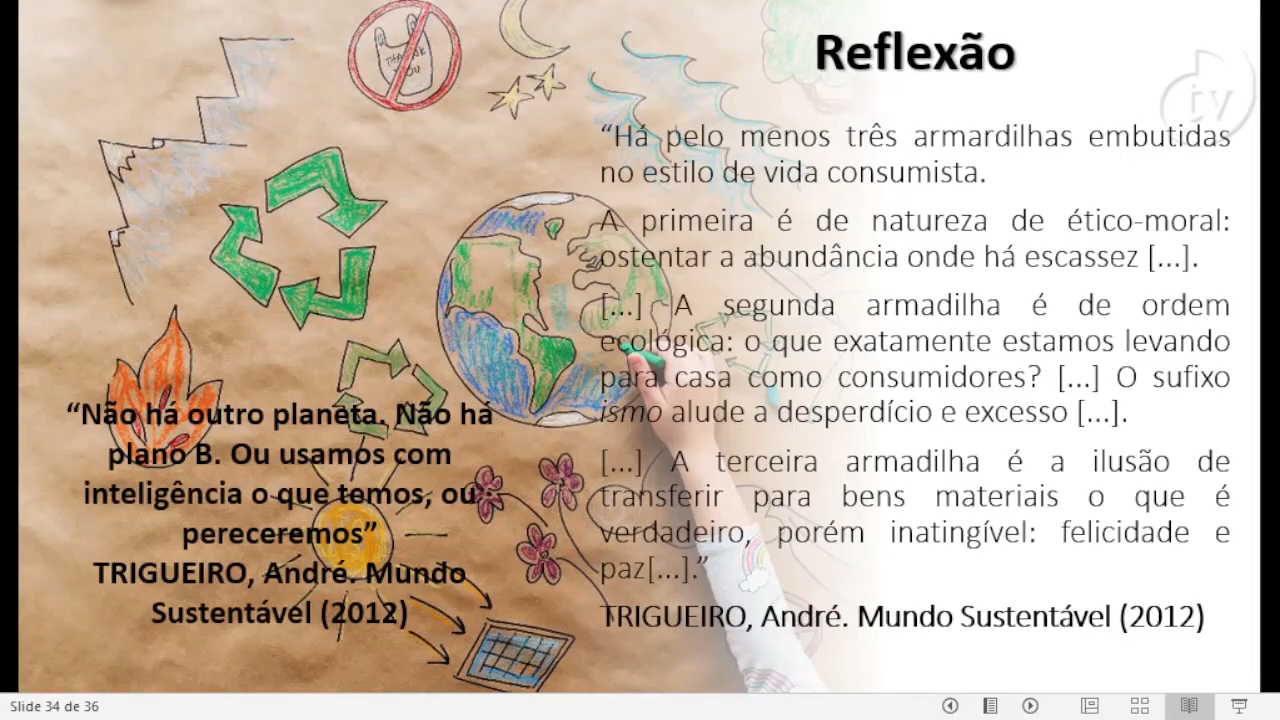 Reflexão
tv
THANK
YOU
“Há pelo menos três armardilhas embutidas
no estilo de vida consumista.
A primeira é de natureza de ético-moral:
ostentar a abundância onde há escassez [...].
[...] A segunda armadilha é de ordem
ecológica: o que exatamente estamos levando
para casa como consumidores? [...] O sufixo
ismo alude a desperdício e excesso [...].
[...] A terceira armadilha é a ilusão de
transferir para bens materiais o que é
verdadeiro, porém inatingível: felicidade e
paz[...].”
TRIGUEIRO, André. Mundo Sustentável (2012)
“Não há outro planeta. Não há
plano B. Ou usamos com
inteligência o que temos, ou
pereceremos”
TRIGUEIRO, André. Mundo
Sustentável (2012)
Slide 34 de 36